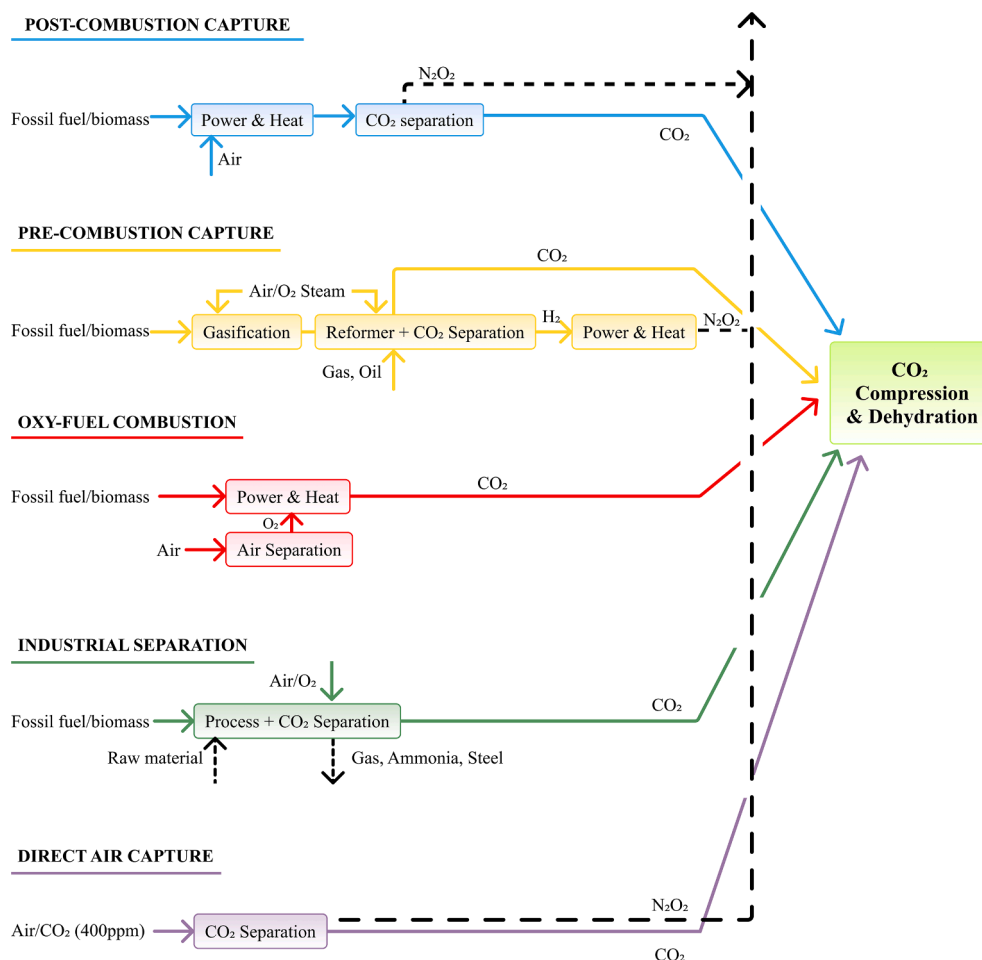 POST-COMBUSTION CAPTURE
N₂O₂
Fossil fuel/biomass
Power & Heat
CO₂ separation
CO₂
Air
PRE-COMBUSTION CAPTURE
CO₂
Air/O₂ Steam
Fossil fuel/biomass
Gasification
Reformer + CO₂ Separation
H₂
Power & Heat
N₂O₂
Gas, Oil
CO₂
Compression
& Dehydration
OXY-FUEL COMBUSTION
Fossil fuel/biomass
Power & Heat
CO₂
O₂
Air
Air Separation
INDUSTRIAL SEPARATION
Air/O₂
Fossil fuel/biomass
Process + CO₂ Separation
CO₂
Raw material
Gas, Ammonia, Steel
DIRECT AIR CAPTURE
N₂O₂
Air/CO₂ (400ppm)
CO₂ Separation
CO₂